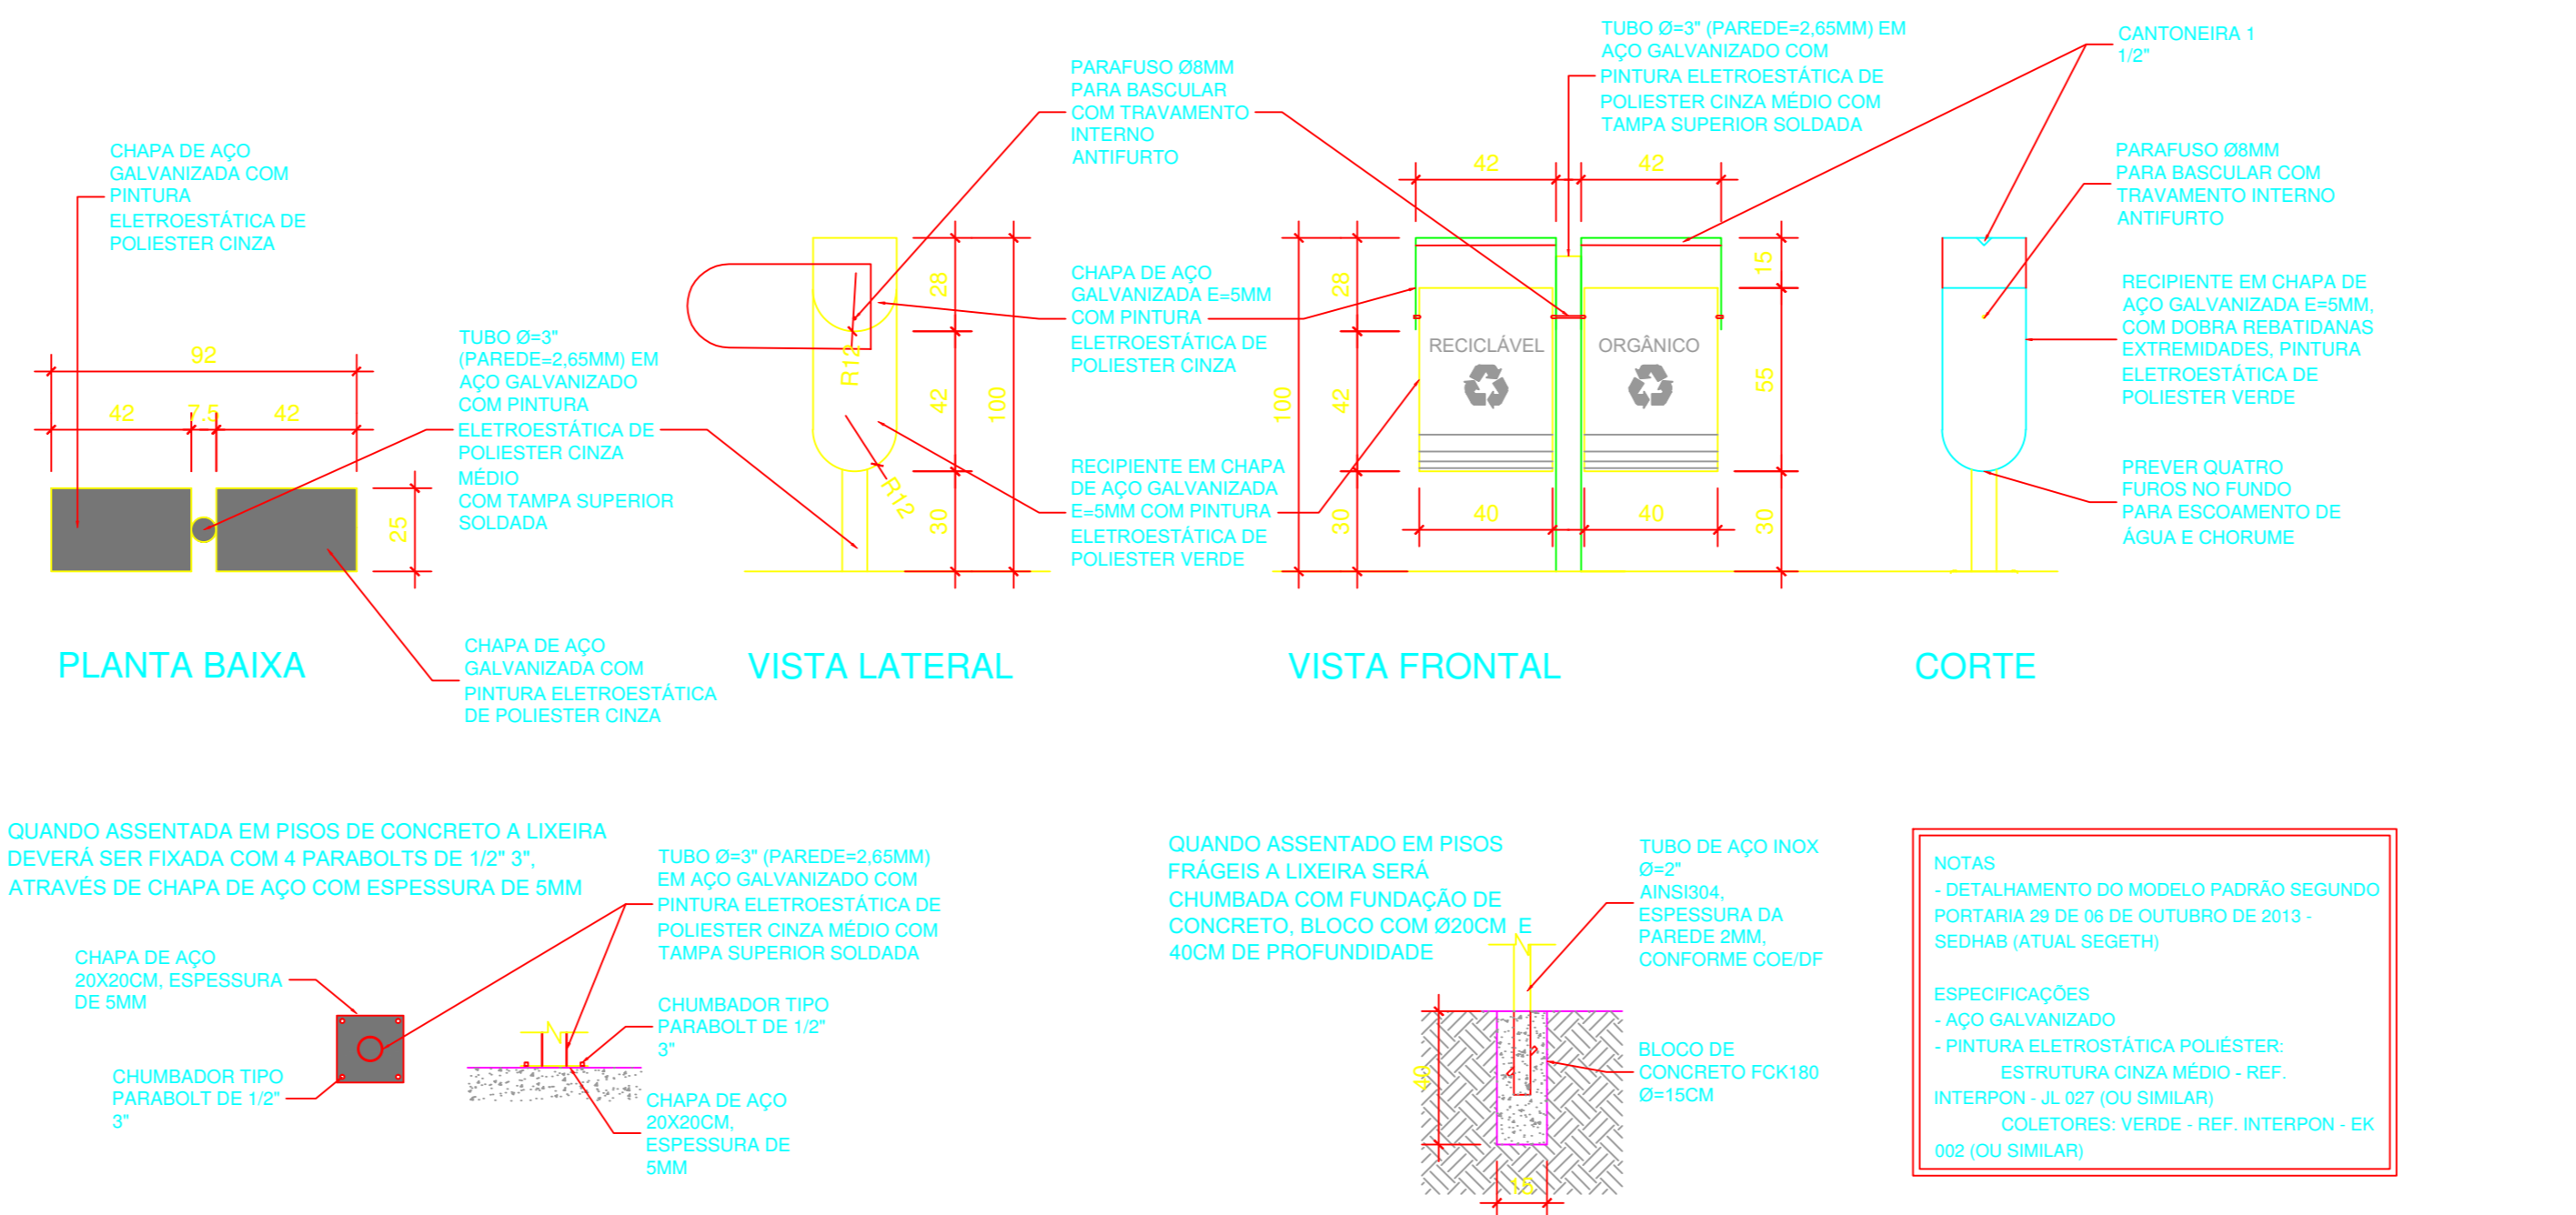 CHAPA DE AÇO
GALVANIZADA COM
PINTURA
ELETROESTÁTICA DE
POLIESTER CINZA
92
42
7.5
42
25
TUBO Ø=3"
(PAREDE=2,65MM) EM
AÇO GALVANIZADO
COM PINTURA
ELETROESTÁTICA DE
POLIESTER CINZA
MÉDIO
COM TAMPA SUPERIOR
SOLDADA
CHAPA DE AÇO
GALVANIZADA COM
PINTURA ELETROESTÁTICA
DE POLIESTER CINZA
PLANTA BAIXA
R12
R12
28
42
30
100
VISTA LATERAL
PARAFUSO Ø8MM
PARA BASCULAR
COM TRAVAMENTO
INTERNO
ANTIFURTO
CHAPA DE AÇO
GALVANIZADA E=5MM
COM PINTURA
ELETROESTÁTICA DE
POLIESTER CINZA
RECIPIENTE EM CHAPA
DE AÇO GALVANIZADA
E=5MM COM PINTURA
ELETROESTÁTICA DE
POLIESTER VERDE
TUBO Ø=3" (PAREDE=2,65MM) EM
AÇO GALVANIZADO COM
PINTURA ELETROESTÁTICA DE
POLIESTER CINZA MÉDIO COM
TAMPA SUPERIOR SOLDADA
42
42
100
28
42
30
RECICLÁVEL
ORGÂNICO
40
40
15
55
30
VISTA FRONTAL
CANTONEIRA 1
1/2"
PARAFUSO Ø8MM
PARA BASCULAR COM
TRAVAMENTO INTERNO
ANTIFURTO
RECIPIENTE EM CHAPA DE
AÇO GALVANIZADA E=5MM,
COM DOBRA REBATIDANAS
EXTREMIDADES, PINTURA
ELETROESTÁTICA DE
POLIESTER VERDE
PREVER QUATRO
FUROS NO FUNDO
PARA ESCOAMENTO DE
ÁGUA E CHORUME
CORTE
QUANDO ASSENTADA EM PISOS DE CONCRETO A LIXEIRA
DEVERÁ SER FIXADA COM 4 PARABOLTS DE 1/2" 3",
ATRAVÉS DE CHAPA DE AÇO COM ESPESSURA DE 5MM
CHAPA DE AÇO
20X20CM, ESPESSURA
DE 5MM
CHUMBADOR TIPO
PARABOLT DE 1/2"
3"
TUBO Ø=3" (PAREDE=2,65MM)
EM AÇO GALVANIZADO COM
PINTURA ELETROESTÁTICA DE
POLIESTER CINZA MÉDIO COM
TAMPA SUPERIOR SOLDADA
CHUMBADOR TIPO
PARABOLT DE 1/2"
3"
CHAPA DE AÇO
20X20CM,
ESPESSURA DE
5MM
QUANDO ASSENTADO EM PISOS
FRÁGEIS A LIXEIRA SERÁ
CHUMBADA COM FUNDAÇÃO DE
CONCRETO, BLOCO COM Ø20CM E
40CM DE PROFUNDIDADE
TUBO DE AÇO INOX
Ø=2"
AINSI304,
ESPESSURA DA
PAREDE 2MM,
CONFORME COE/DF
BLOCO DE
CONCRETO FCK180
Ø=15CM
40
15
NOTAS
- DETALHAMENTO DO MODELO PADRÃO SEGUNDO
PORTARIA 29 DE 06 DE OUTUBRO DE 2013 -
SEDHAB (ATUAL SEGETH)
ESPECIFICAÇÕES
- AÇO GALVANIZADO
- PINTURA ELETROSTÁTICA POLIÉSTER:
ESTRUTURA CINZA MÉDIO - REF.
INTERPON - JL 027 (OU SIMILAR)
COLETORES: VERDE - REF. INTERPON - EK
002 (OU SIMILAR)